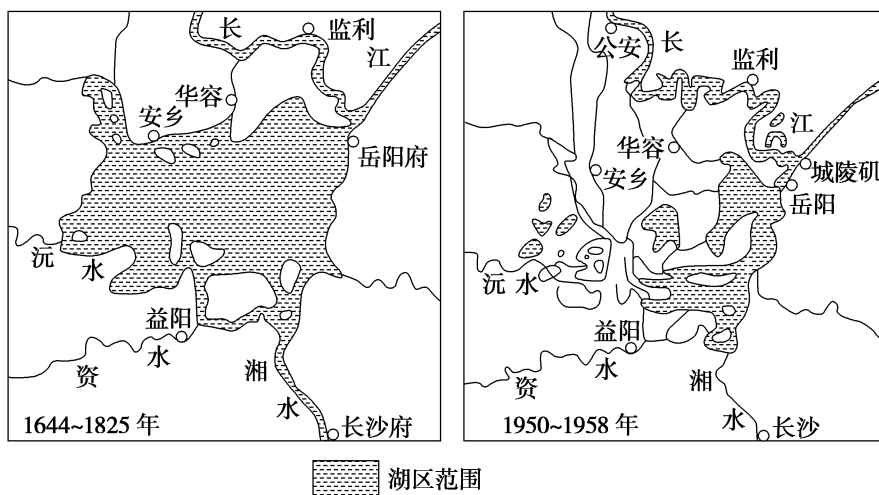 长
江
监利
华容
安乡
岳阳府
沅
水
益阳
资
水
湘
水
长沙府
1644~1825 年
公安
长
江
监利
华容
安乡
城陵矶
岳阳
沅 水
益阳
资
水
湘
水
长沙
1950~1958 年
湖区范围